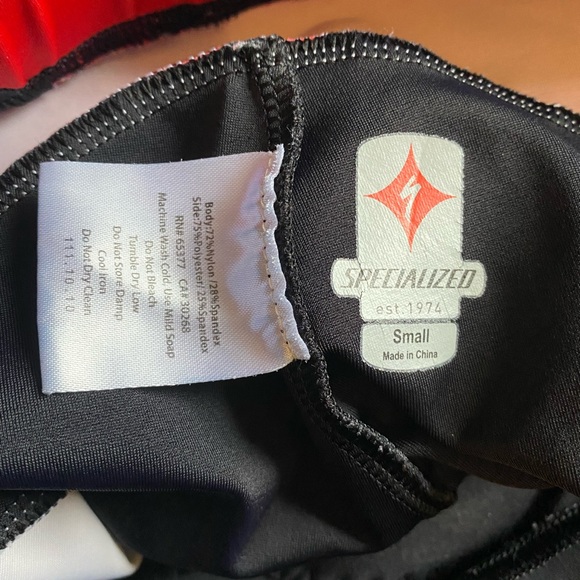 Body:72%Nylon/28%Spandex
Side:75%Polyaster/25%Spandex
RN# 65377 CA# 30268
Machine Wash Cold, Use Mild Soap
Do Not Bleach
Tumble Dry Low
Do Not Store Damp
Cool Iron
Do Not Dry Clean
111.10.10
SPECIALIZED
est.1974
Small
Made in China